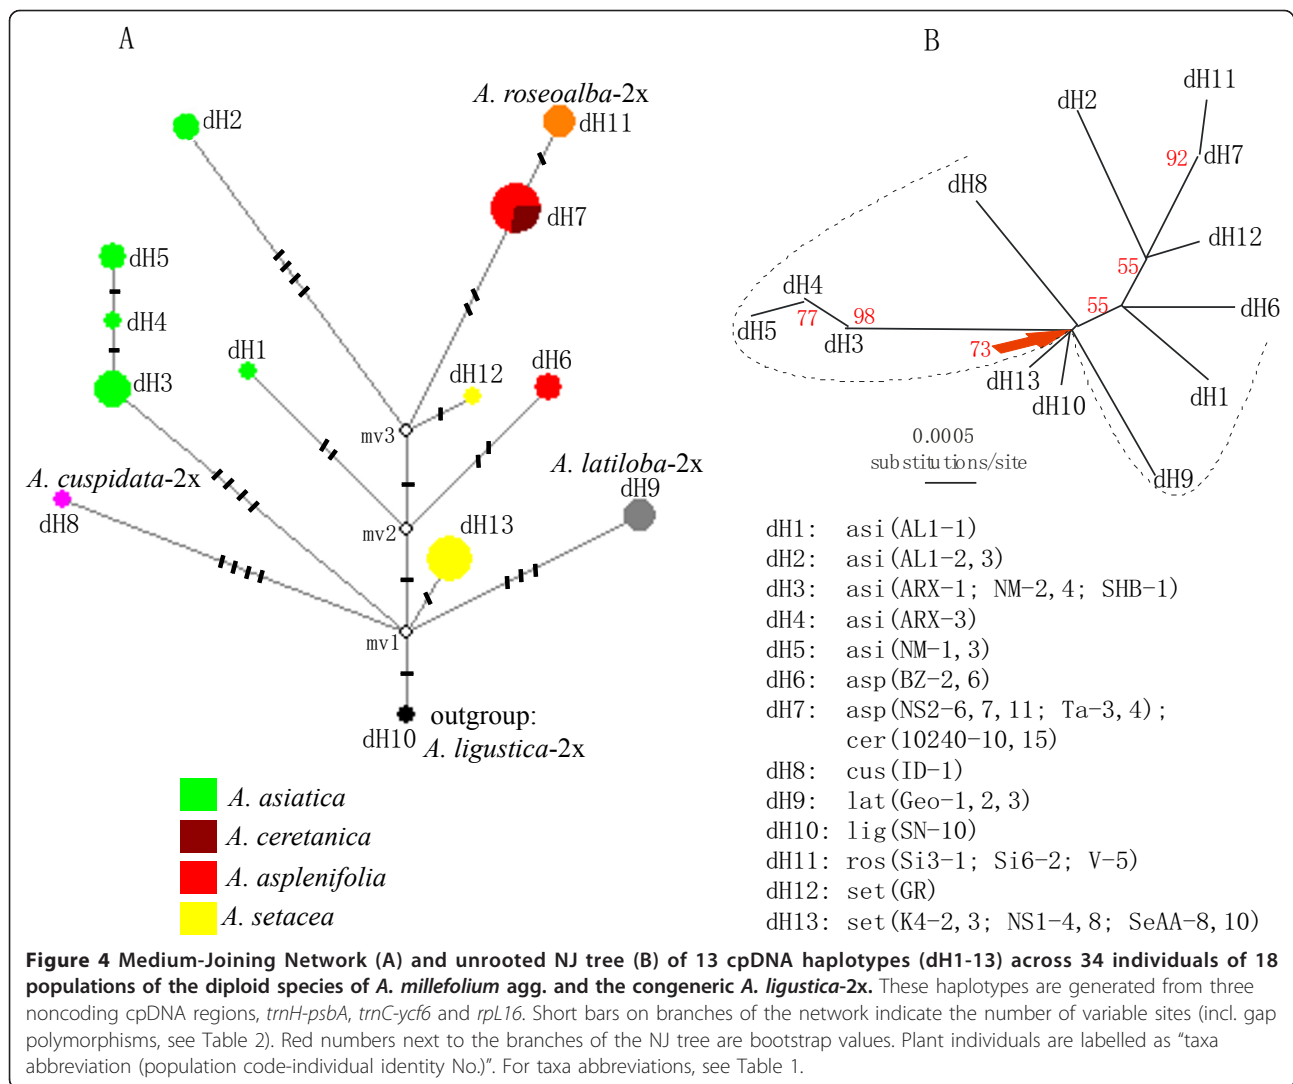 A
B
A. roseoalba-2x
dH2
dH11
dH7
dH5
dH4
dH3
dH1
dH12
dH6
mv3
A. cuspidata-2x
dH8
A. latiloba-2x
dH9
mv2
dH13
mv1
outgroup:
dH10
A. ligustica-2x
A. asiatica
A. ceretanica
A. asplenifolia
A. setacea
dH11
dH2
92
dH7
dH8
dH12
55
dH4
55
dH6
dH5
77
98
dH3
73
dH13
dH10
dH1
dH9
0.0005
substitutions/site
dH1: asi(AL1-1)
dH2: asi(AL1-2,3)
dH3: asi(ARX-1; NM-2,4; SHB-1)
dH4: asi(ARX-3)
dH5: asi(NM-1,3)
dH6: asp(BZ-2,6)
dH7: asp(NS2-6,7,11; Ta-3,4);
cer(10240-10,15)
dH8: cus(ID-1)
dH9: lat(Geo-1,2,3)
dH10: lig(SN-10)
dH11: ros(Si3-1; Si6-2; V-5)
dH12: set(GR)
dH13: set(K4-2,3; NS1-4,8; SeAA-8,10)
Figure 4 Medium-Joining Network (A) and unrooted NJ tree (B) of 13 cpDNA haplotypes (dH1-13) across 34 individuals of 18
populations of the diploid species of A. millefolium agg. and the congeneric A. ligustica-2x. These haplotypes are generated from three
noncoding cpDNA regions, trnH-psbA, trnC-ycf6 and rpL16. Short bars on branches of the network indicate the number of variable sites (incl. gap
polymorphisms, see Table 2). Red numbers next to the branches of the NJ tree are bootstrap values. Plant individuals are labelled as “taxa
abbreviation (population code-individual identity No.)”. For taxa abbreviations, see Table 1.